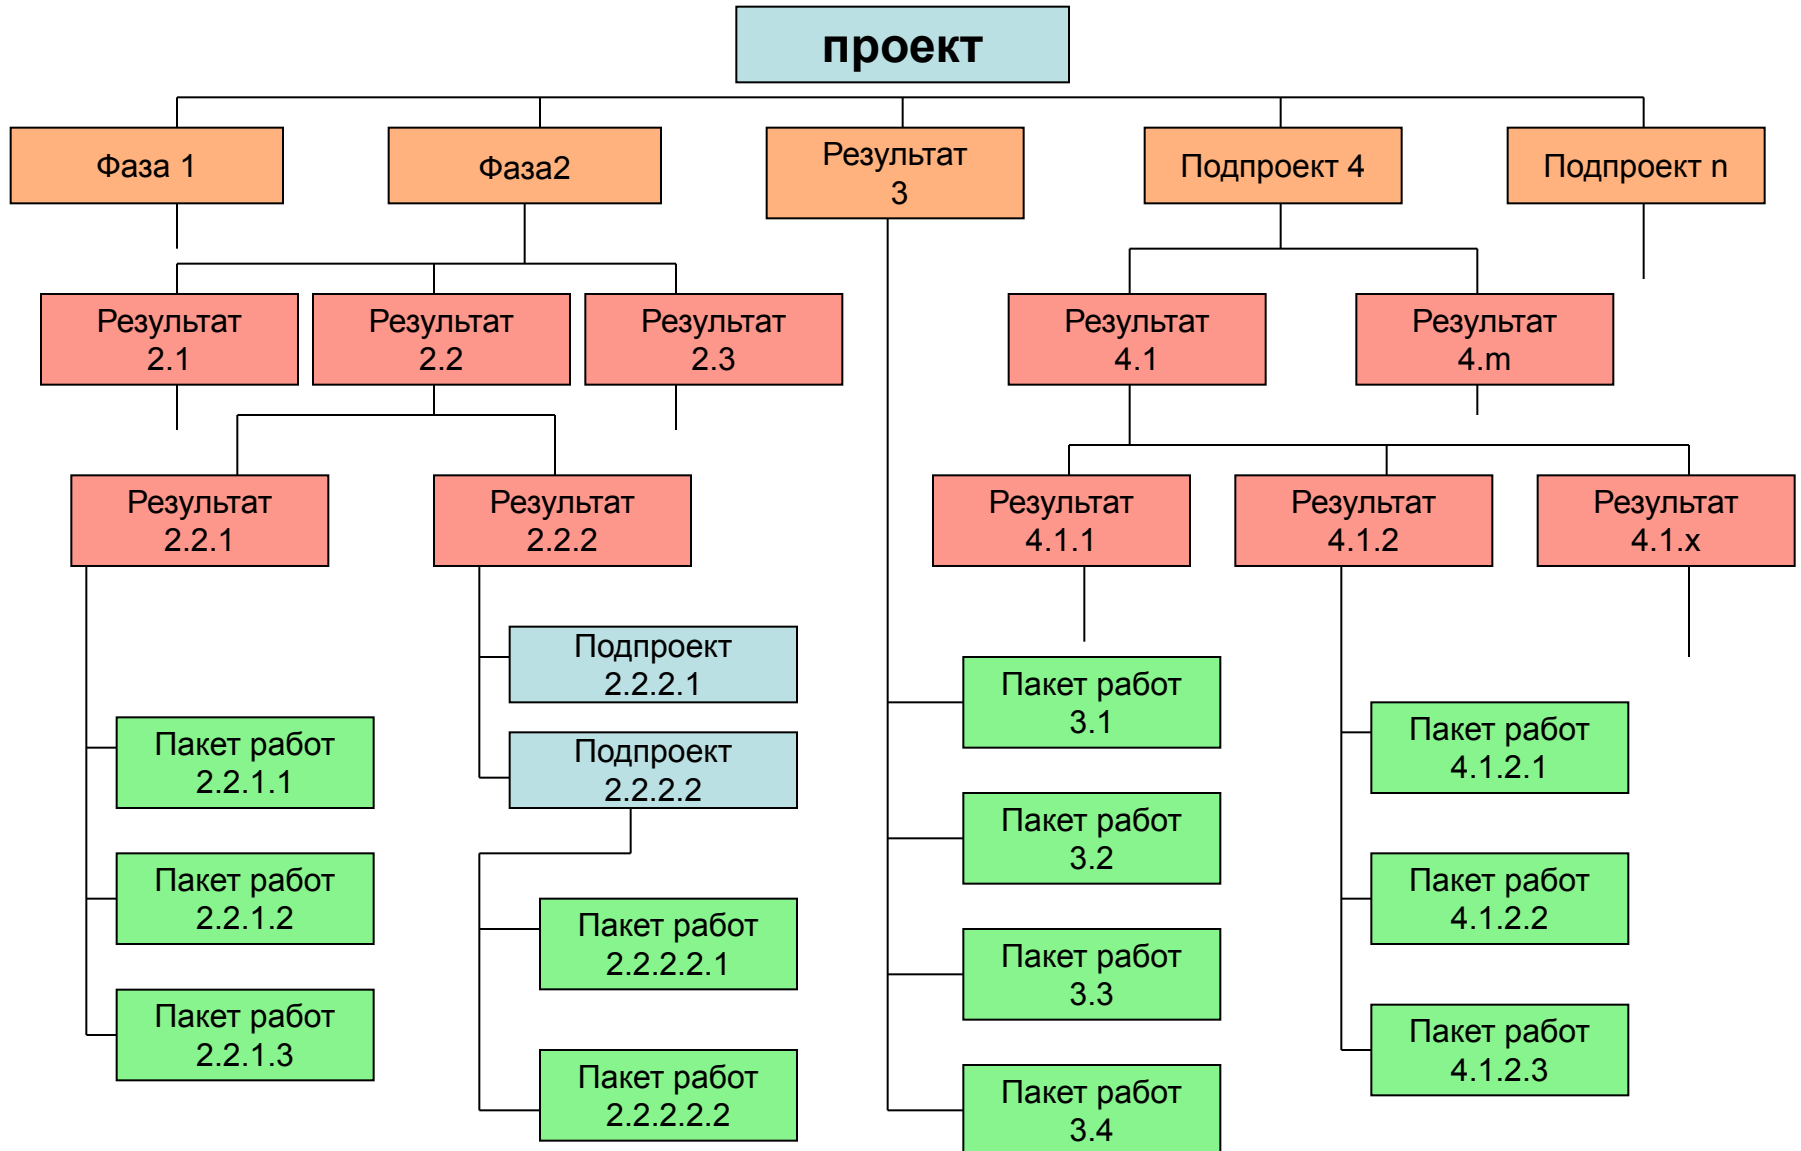 проект
Фаза 1
Фаза2
Результат
3
Подпроект 4
Подпроект n
Результат
2.1
Результат
2.2
Результат
2.3
Результат
4.1
Результат
4.m
Результат
2.2.1
Результат
2.2.2
Результат
4.1.1
Результат
4.1.2
Результат
4.1.x
Подпроект
2.2.2.1
Подпроект
2.2.2.2
Пакет работ
2.2.1.1
Пакет работ
2.2.1.2
Пакет работ
2.2.1.3
Пакет работ
2.2.2.2.1
Пакет работ
2.2.2.2.2
Пакет работ
3.1
Пакет работ
3.2
Пакет работ
3.3
Пакет работ
3.4
Пакет работ
4.1.2.1
Пакет работ
4.1.2.2
Пакет работ
4.1.2.3